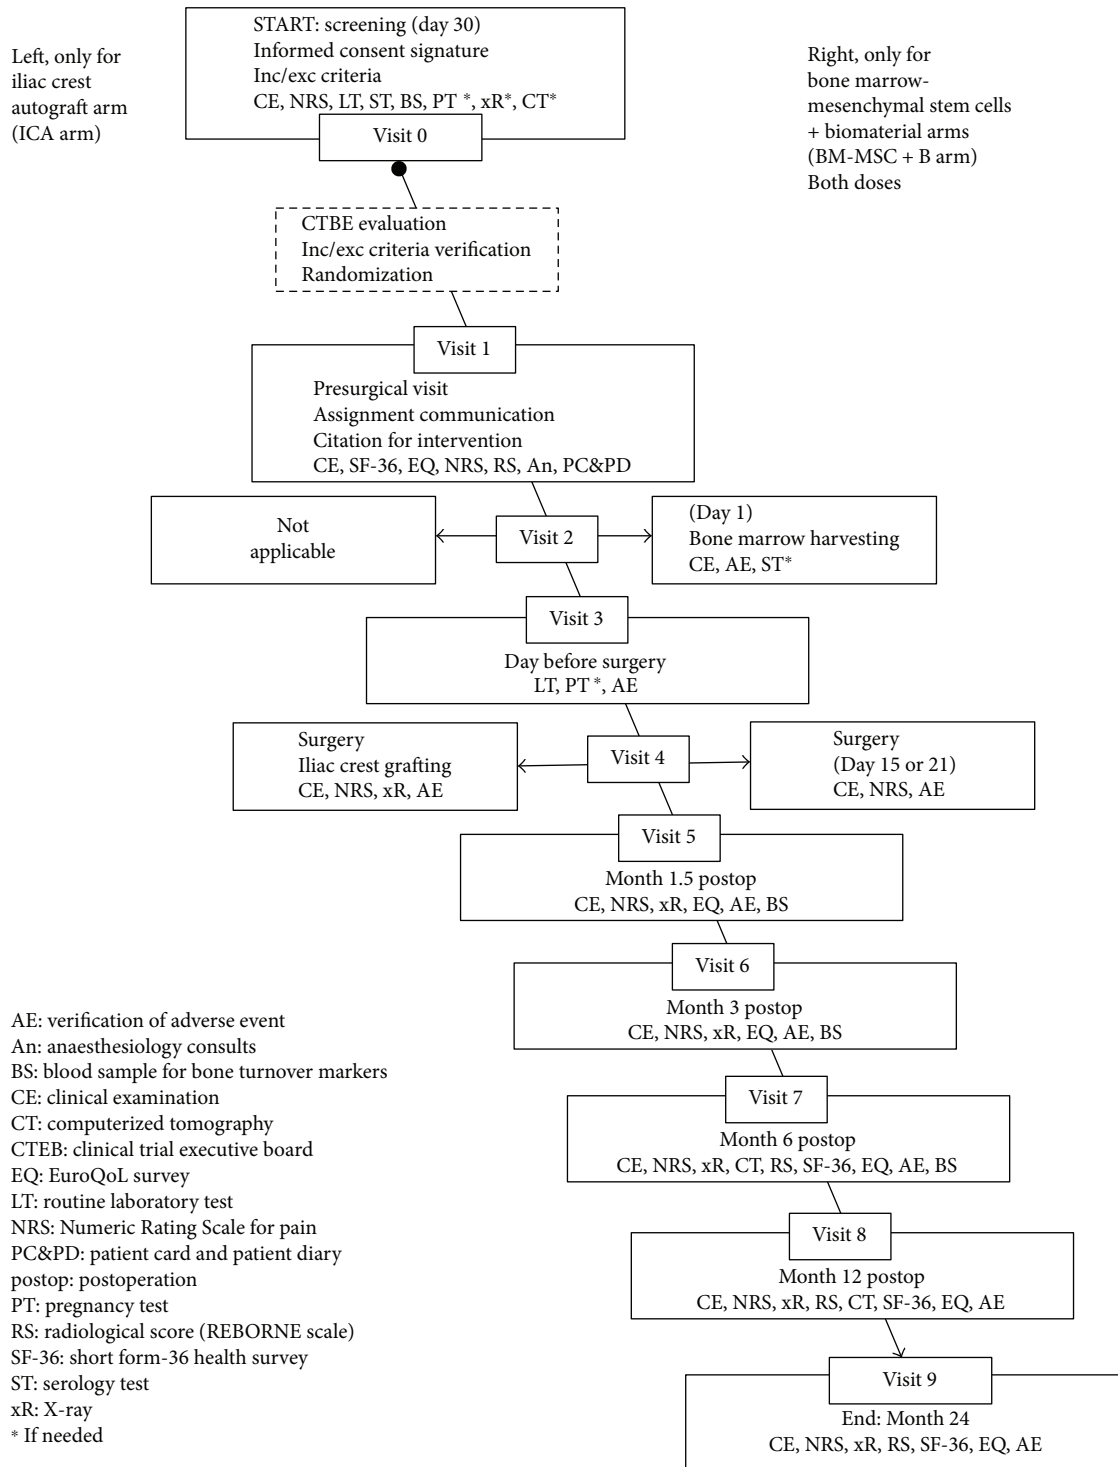 START: screening (day 30)
Informed consent signature
Inc/exc criteria
CE, NRS, LT, ST, BS, PT *, xR*, CT*
Visit 0
Left, only for
iliac crest
autograft arm
(ICA arm)
Right, only for
bone marrow-
mesenchymal stem cells
+ biomaterial arms
(BM-MSC + B arm)
Both doses
CTBE evaluation
Inc/exc criteria verification
Randomization
Visit 1
Presurgical visit
Assignment communication
Citation for intervention
CE, SF-36, EQ, NRS, RS, An, PC&PD
Not
applicable
Visit 2
(Day 1)
Bone marrow harvesting
CE, AE, ST*
Visit 3
Day before surgery
LT, PT *, AE
Surgery
Iliac crest grafting
CE, NRS, xR, AE
Visit 4
Surgery
(Day 15 or 21)
CE, NRS, AE
Visit 5
Month 1.5 postop
CE, NRS, xR, EQ, AE, BS
Visit 6
Month 3 postop
CE, NRS, xR, EQ, AE, BS
Visit 7
Month 6 postop
CE, NRS, xR, CT, RS, SF-36, EQ, AE, BS
Visit 8
Month 12 postop
CE, NRS, xR, RS, CT, SF-36, EQ, AE
Visit 9
End: Month 24
CE, NRS, xR, RS, SF-36, EQ, AE
AE: verification of adverse event
An: anaesthesiology consults
BS: blood sample for bone turnover markers
CE: clinical examination
CT: computerized tomography
CTEB: clinical trial executive board
EQ: EuroQoL survey
LT: routine laboratory test
NRS: Numeric Rating Scale for pain
PC&PD: patient card and patient diary
postop: postoperation
PT: pregnancy test
RS: radiological score (REBORNE scale)
SF-36: short form-36 health survey
ST: serology test
xR: X-ray
* If needed